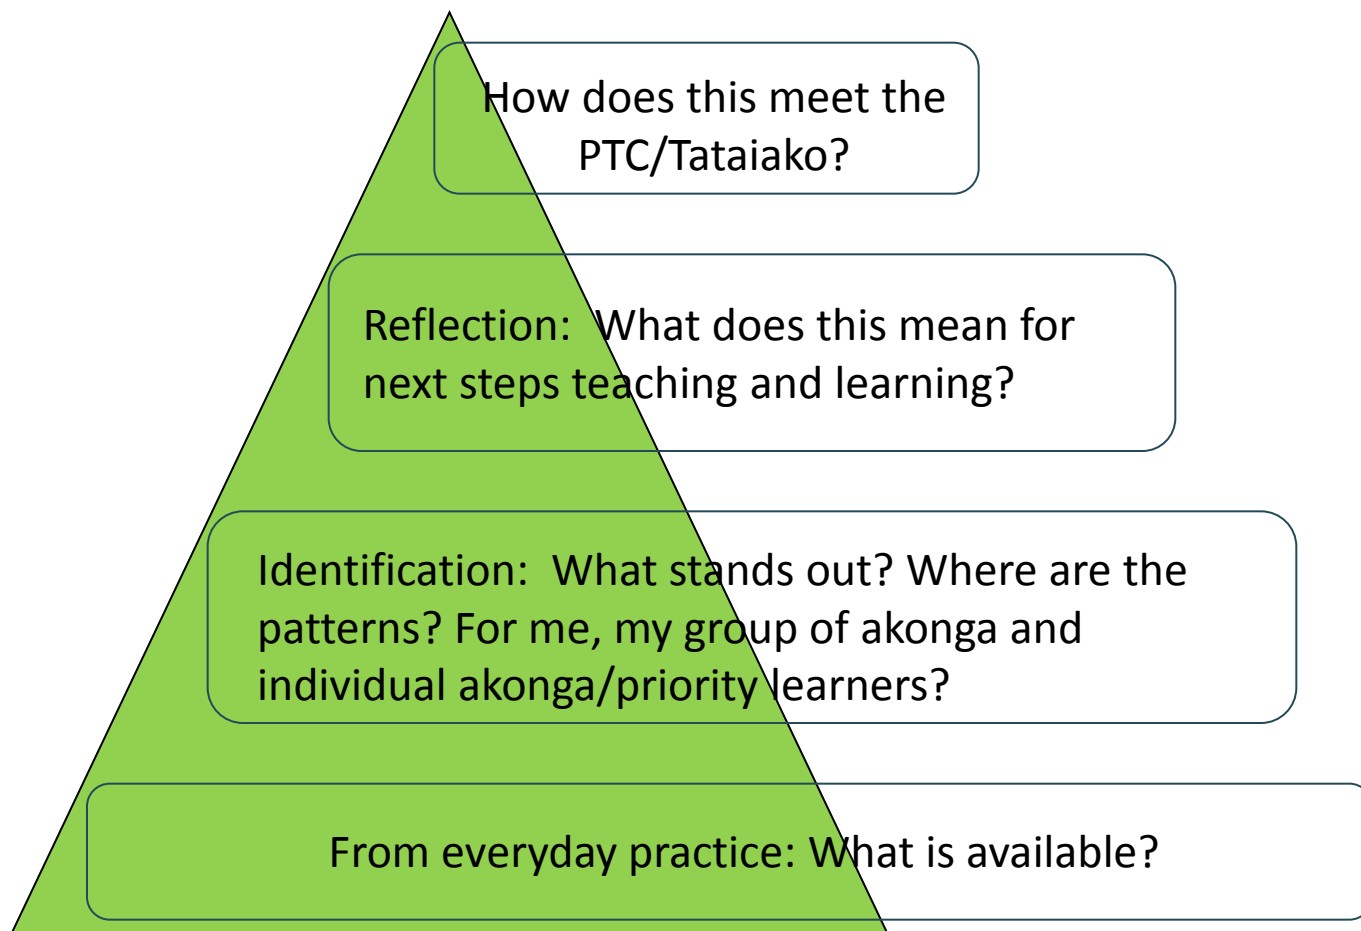 How does this meet the
PTC/Tataiako?
Reflection:  What does this mean for
next steps teaching and learning?
Identification:  What stands out? Where are the
patterns? For me, my group of akonga and
individual akonga/priority learners?
From everyday practice: What is available?